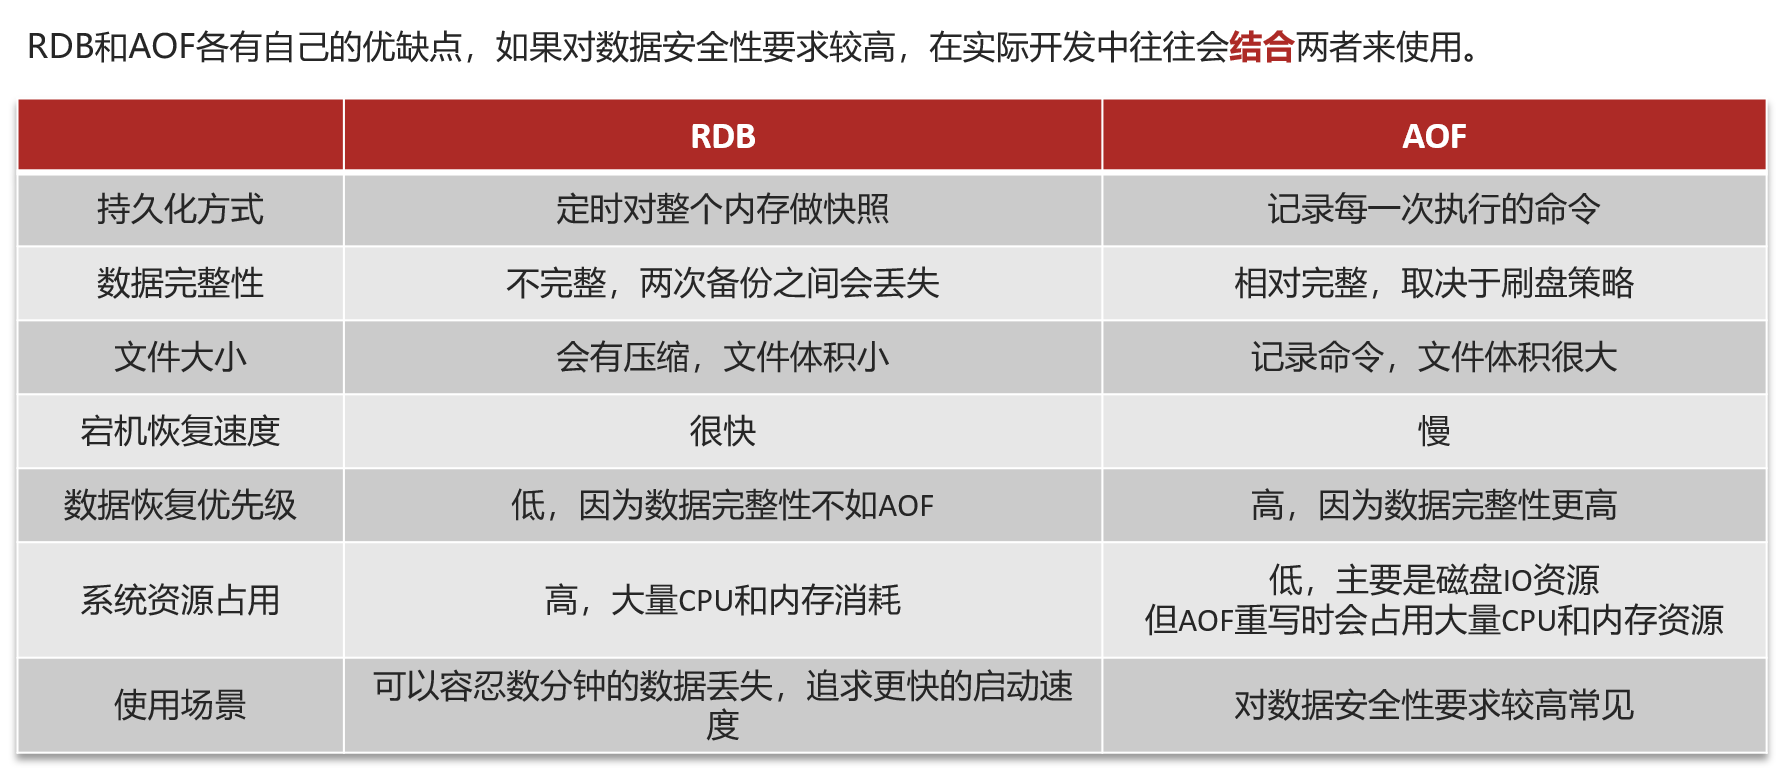 RDB和AOF各有自己的优缺点，如果对数据安全性要求较高，在实际开发中往往会结合两者来使用。
RDB
AOF
持久化方式
定时对整个内存做快照
记录每一次执行的命令
数据完整性
不完整，两次备份之间会丢失
相对完整，取决于刷盘策略
文件大小
会有压缩，文件体积小
记录命令，文件体积很大
宕机恢复速度
很快
慢
数据恢复优先级
低，因为数据完整性不如AOF
高，因为数据完整性更高
系统资源占用
高，大量CPU和内存消耗
低，主要是磁盘IO资源
但AOF重写时会占用大量CPU和内存资源
使用场景
可以容忍数分钟的数据丢失，追求更快的启动速
度
对数据安全性要求较高常见